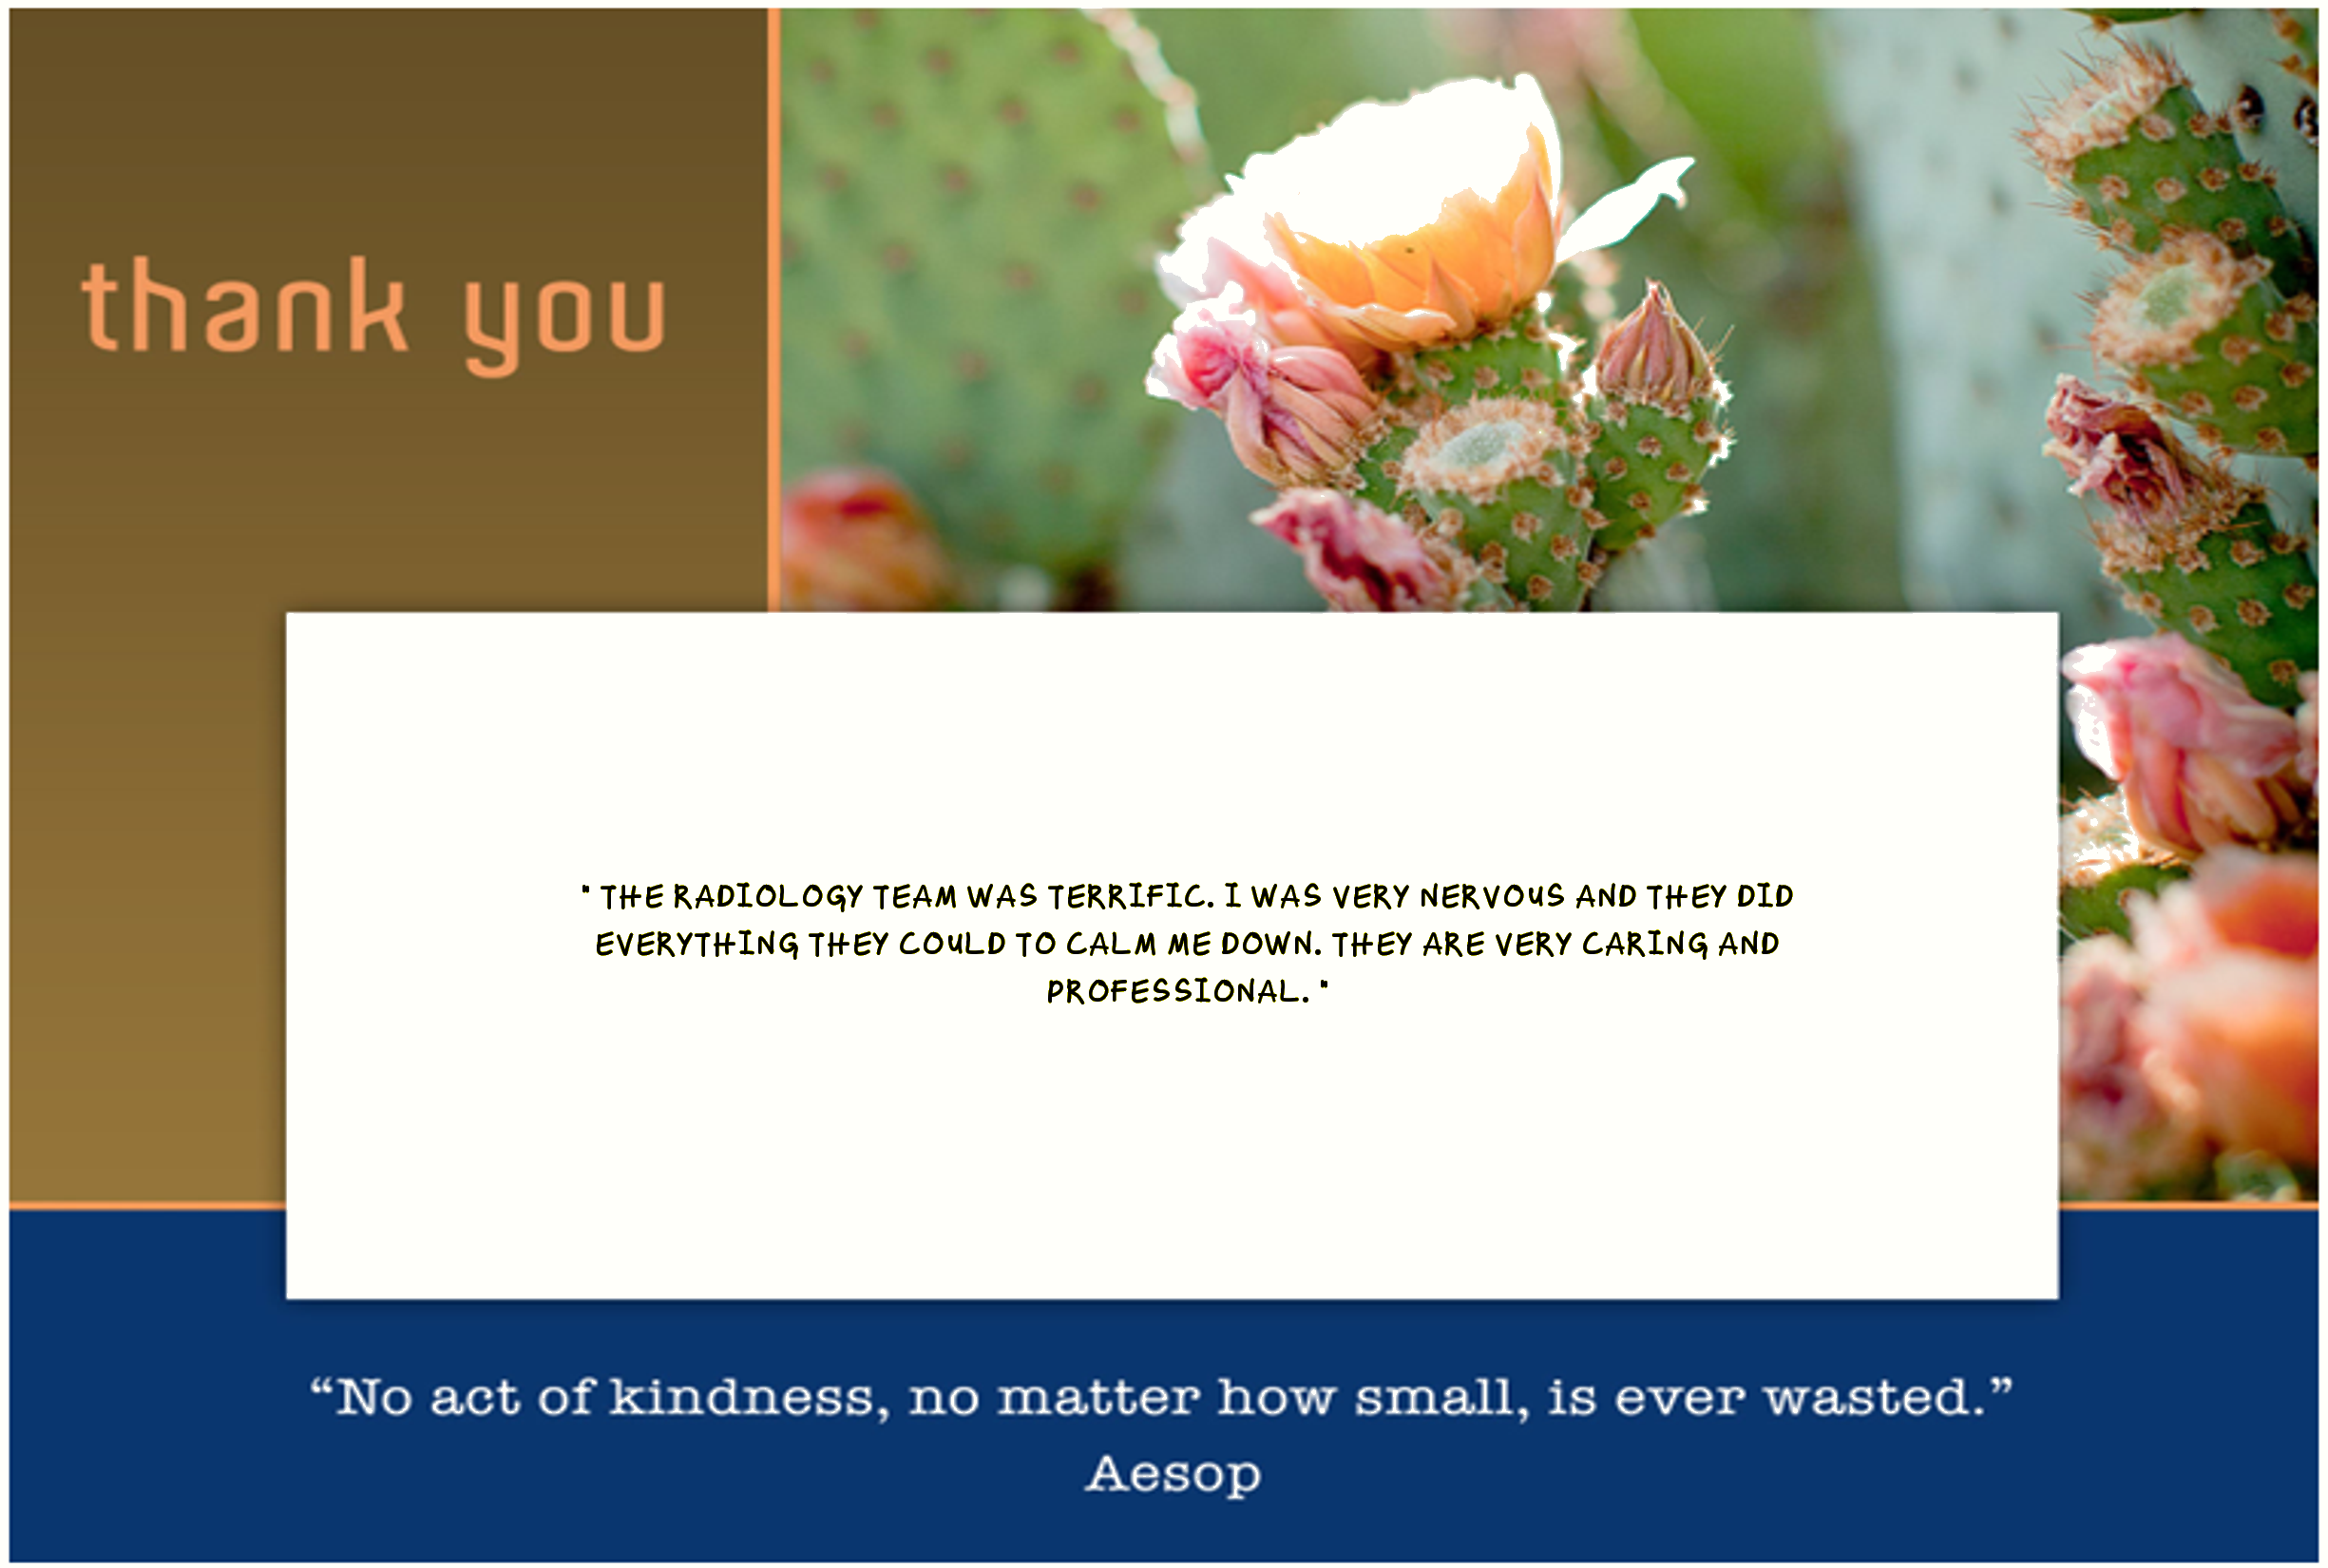 thank you
" THE RADIOLOGY TEAM WAS TERRIFIC. I WAS VERY NERVOUS AND THEY DID
EVERYTHING THEY COULD TO CALM ME DOWN. THEY ARE VERY CARING AND
PROFESSIONAL. "
“No act of kindness, no matter how small, is ever wasted.”
Aesop